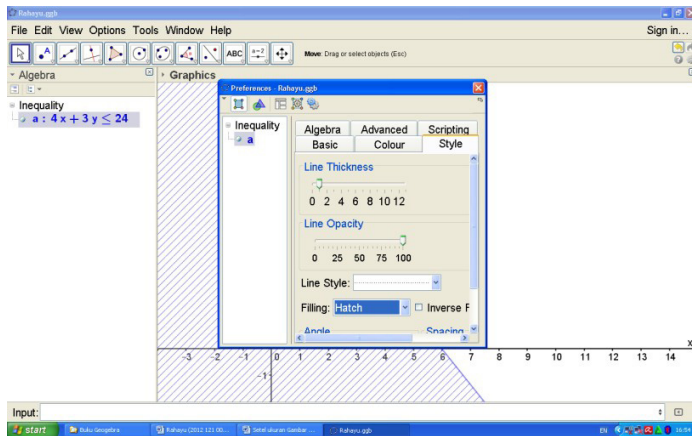 Rahayu.ggb
File Edit View Options Tools Window Help
Sign in...
ABC
a=2
Move: Drag or select objects (Esc)
Algebra
Graphics
Inequality
a : 4 x + 3 y ≤ 24
Preferences - Rahayu.ggb
Inequality
a
Algebra Advanced Scripting
Basic Colour Style
Line Thickness
0 2 4 6 8 10 12
Line Opacity
0 25 50 75 100
Line Style:
Filling: Hatch Inverse F
Angle Spacing
x
-3 -2 -1 0 1 2 3 4 5 6 7 8 9 10 11 12 13 14
-1
Input:
start Buku Geogebra Rahayu (2012 121 00... Setel ukuran Gambar ... Rahayu.ggb EN 16:54